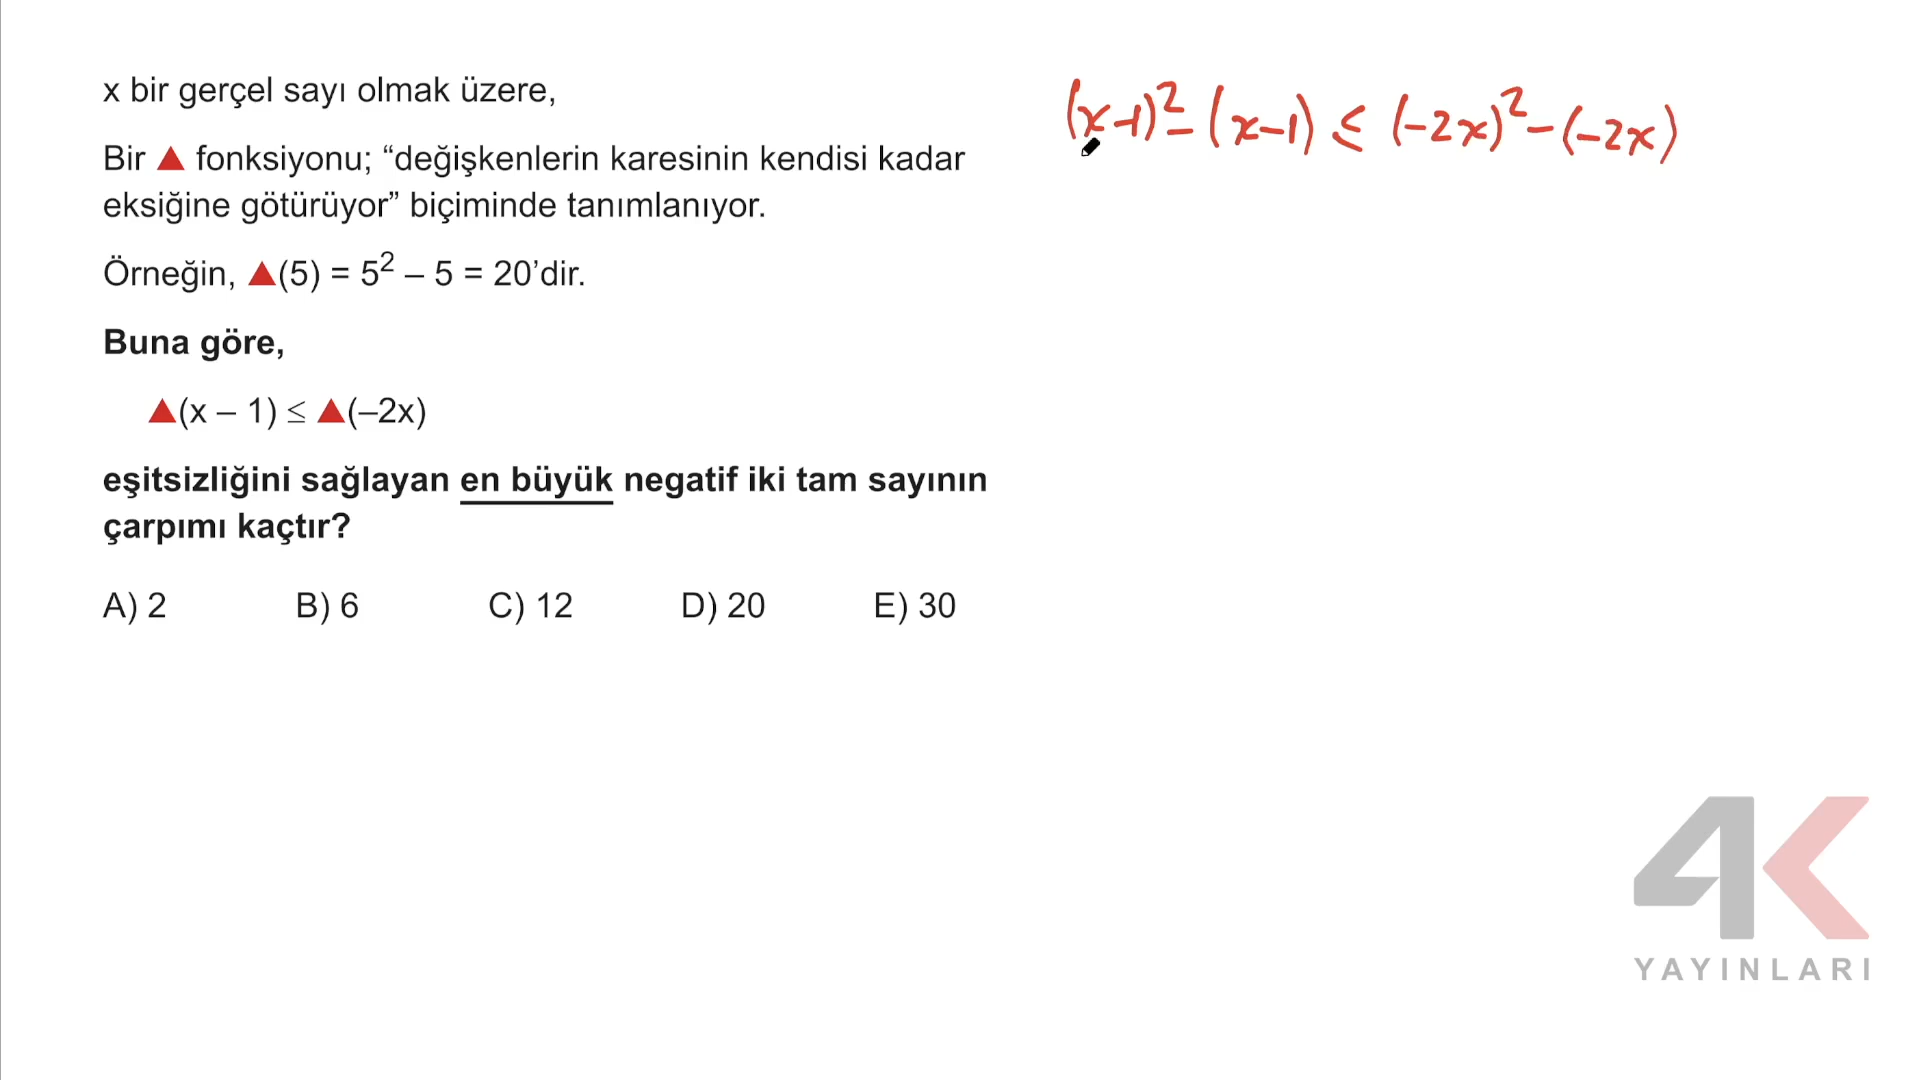 x bir gerçel sayı olmak üzere,
Bir ▲ fonksiyonu; “değişkenlerin karesinin kendisi kadar
eksiğine götürüyor” biçiminde tanımlanıyor.
Örneğin, ▲(5) = 5² – 5 = 20’dir.
Buna göre,
▲(x – 1) ≤ ▲(–2x)
eşitsizliğini sağlayan en büyük negatif iki tam sayının
çarpımı kaçtır?
A) 2 B) 6 C) 12 D) 20 E) 30
(x-1)² - (x-1) ≤ (-2x)² - (-2x)
4K
YAYINLARI